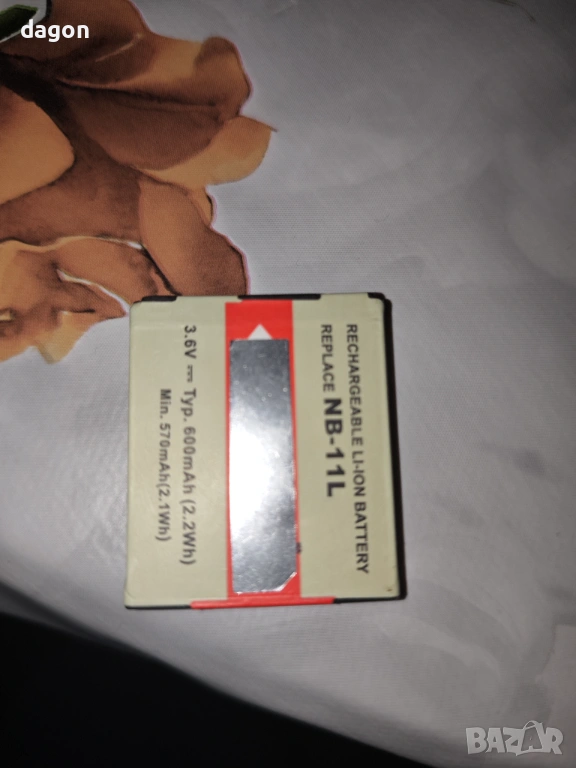 dagon
RECHARGEABLE LI-ION BATTERY
REPLACE NB-11L
3.6V ⎓ Typ. 600mAh (2.2Wh)
Min. 570mAh(2.1Wh)
BAZAR